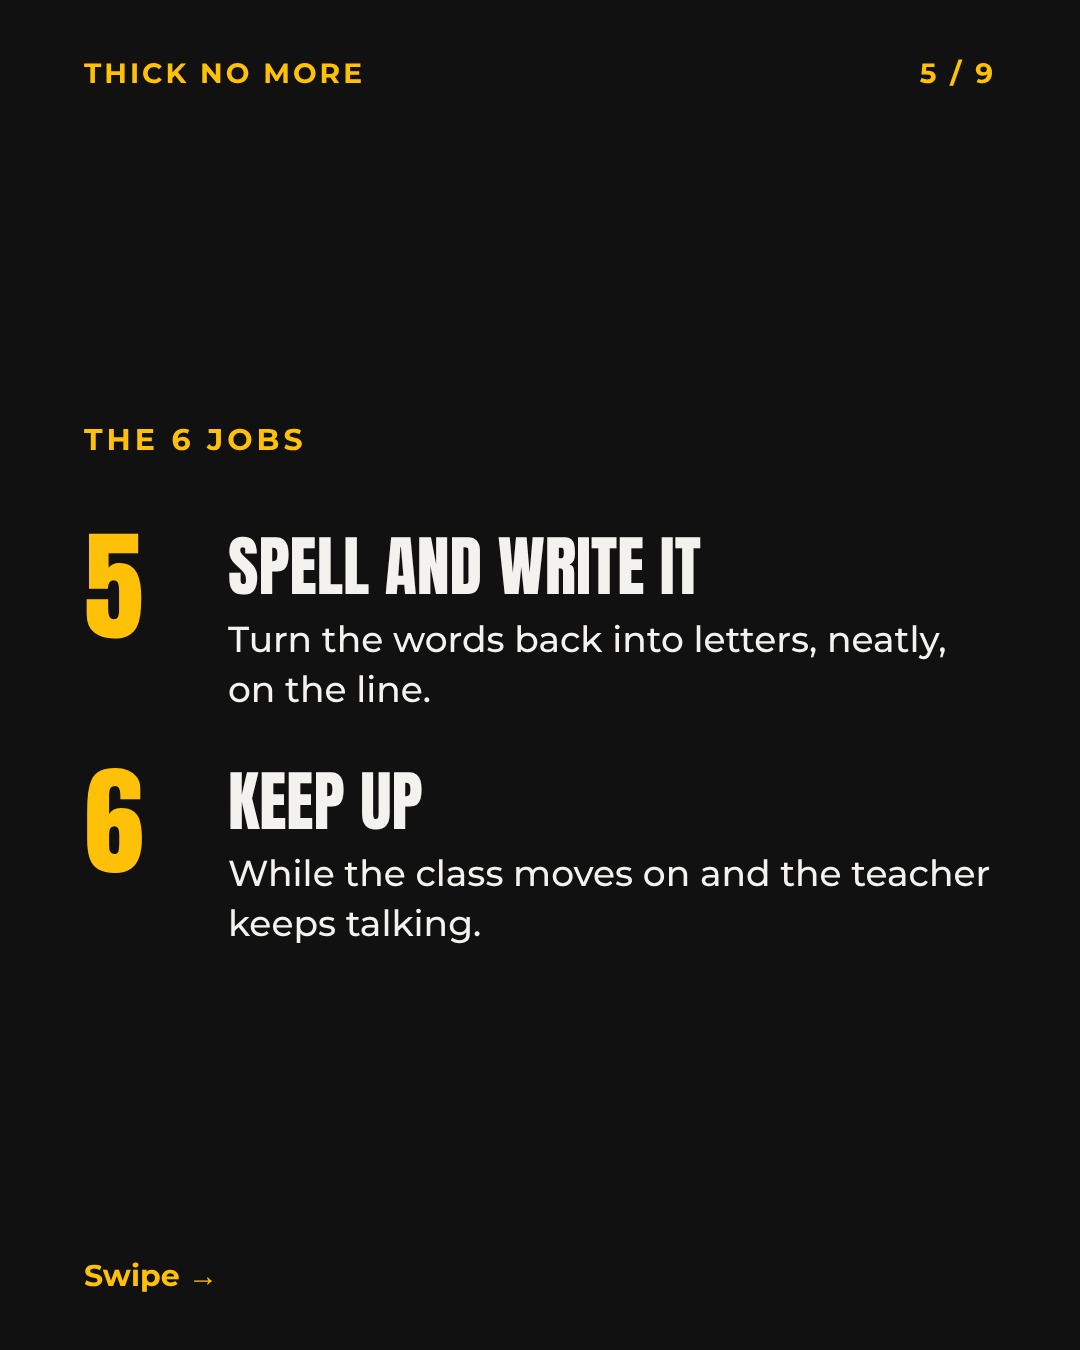 THICK NO MORE
5 / 9
THE 6 JOBS
5
SPELL AND WRITE IT
Turn the words back into letters, neatly,
on the line.
6
KEEP UP
While the class moves on and the teacher
keeps talking.
Swipe →